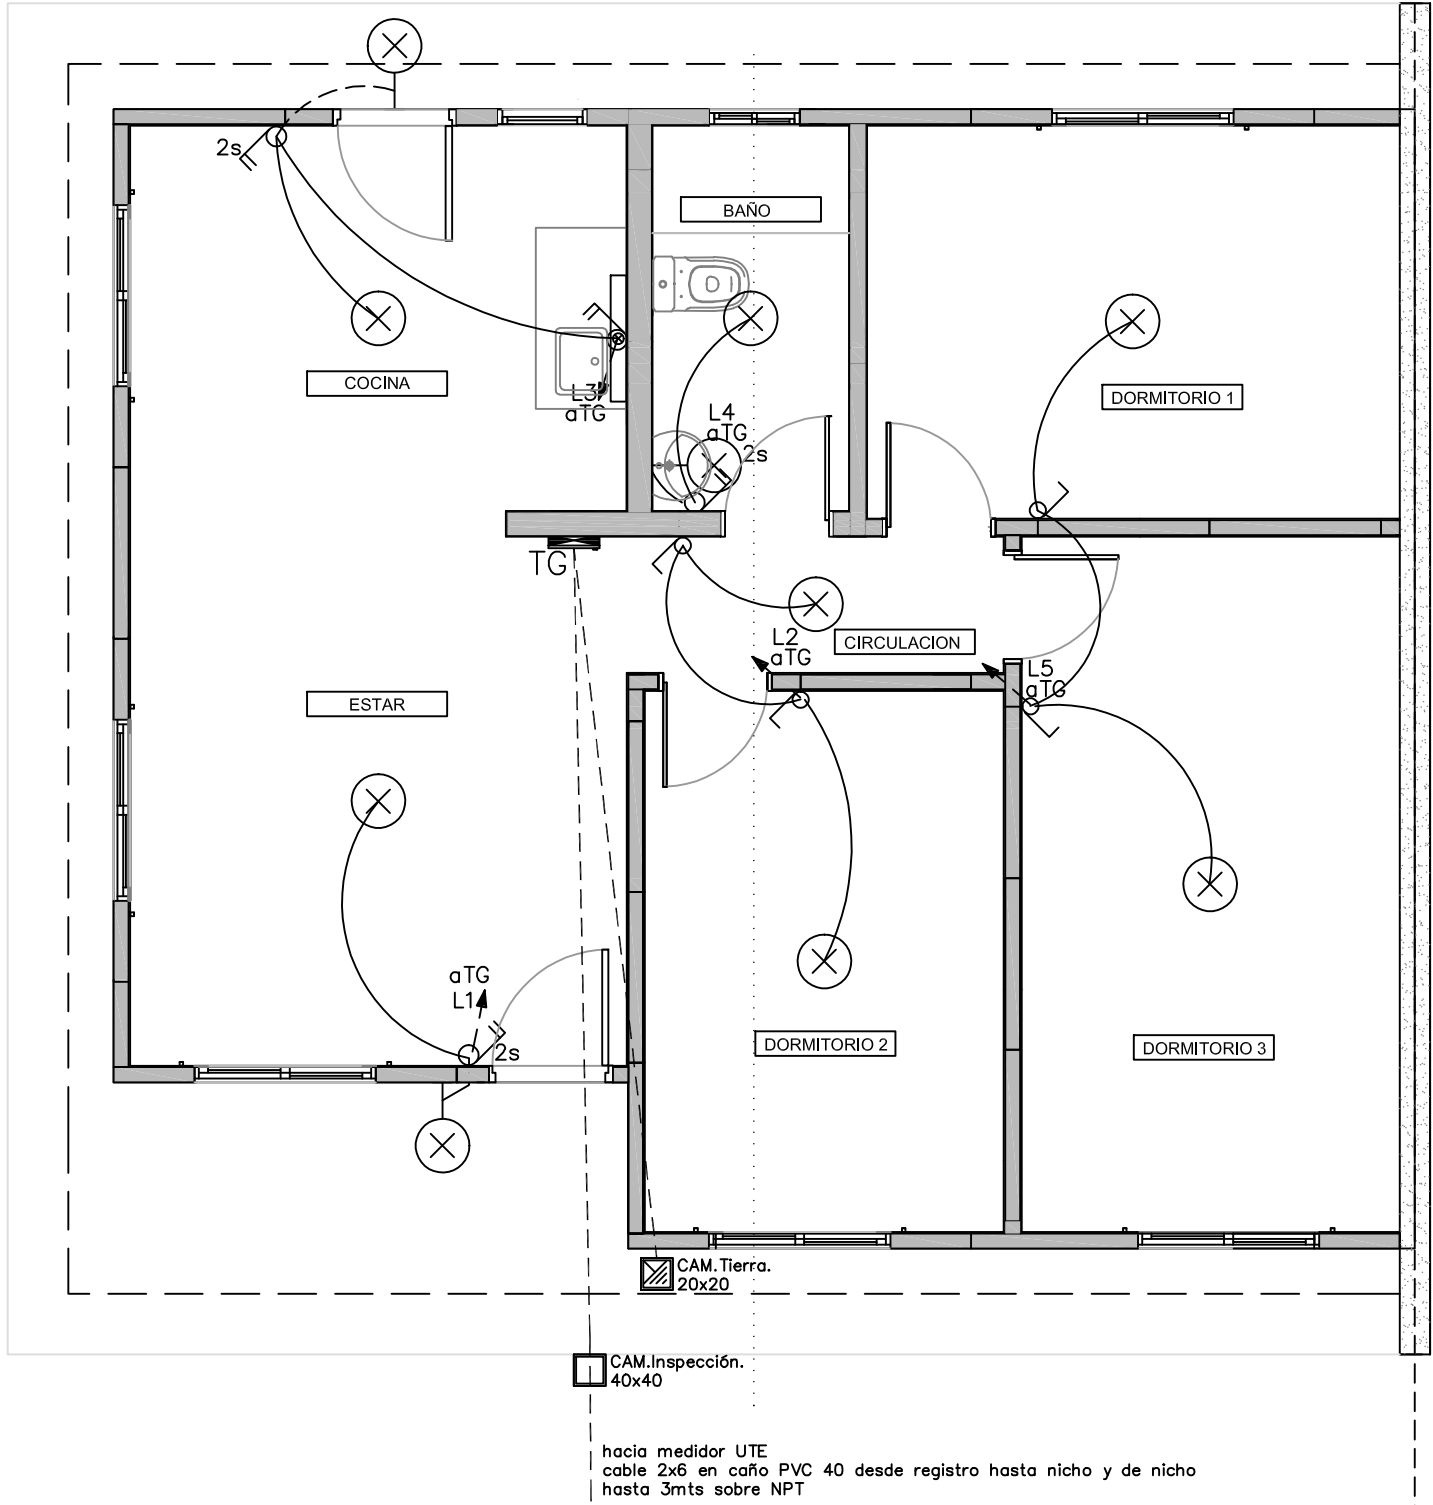 2s
BAÑO
COCINA
L3
aTG
DORMITORIO 1
L4
aTG
2s
TG
CIRCULACION
L2
aTG
L5
aTG
ESTAR
aTG
L1
2s
DORMITORIO 2
DORMITORIO 3
CAM.Tierra.
20x20
CAM.Inspección.
40x40
hacia medidor UTE
cable 2x6 en caño PVC 40 desde registro hasta nicho y de nicho
hasta 3mts sobre NPT